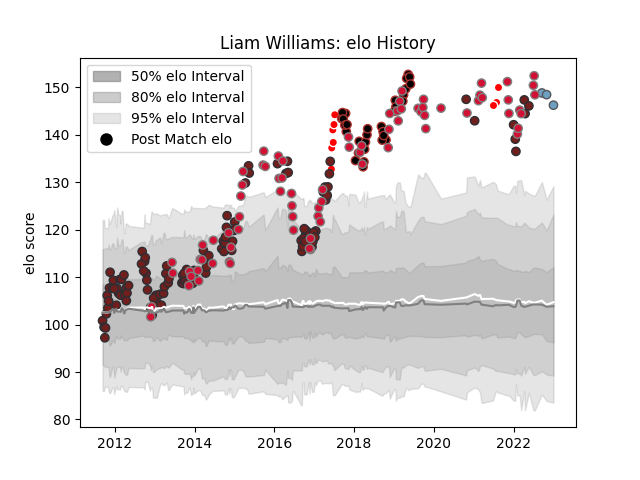 Liam Williams: elo History
50% elo Interval
80% elo Interval
95% elo Interval
Post Match elo
elo score
150
140
130
120
110
100
90
80
2012
2014
2016
2018
2020
2022